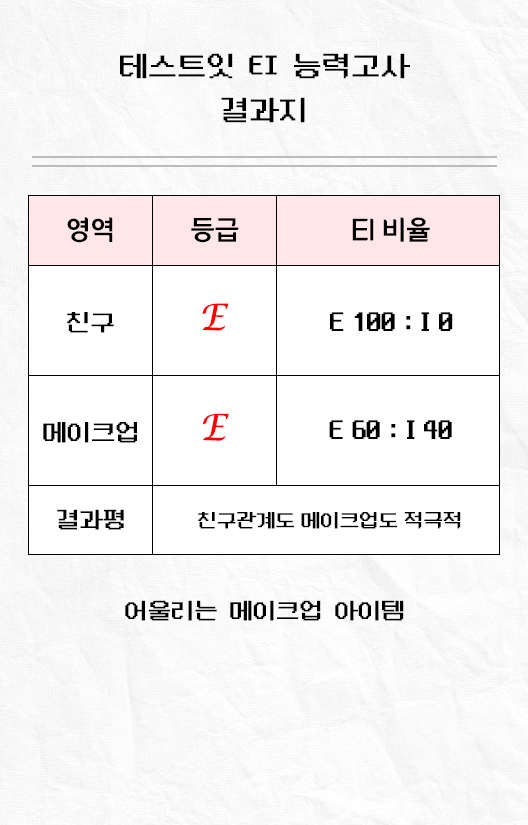 테스트잇 EI 능력고사
결과지
영역 등급 EI 비율
친구 E E 100 : I 0
메이크업 E E 60 : I 40
결과평 친구관계도 메이크업도 적극적
어울리는 메이크업 아이템